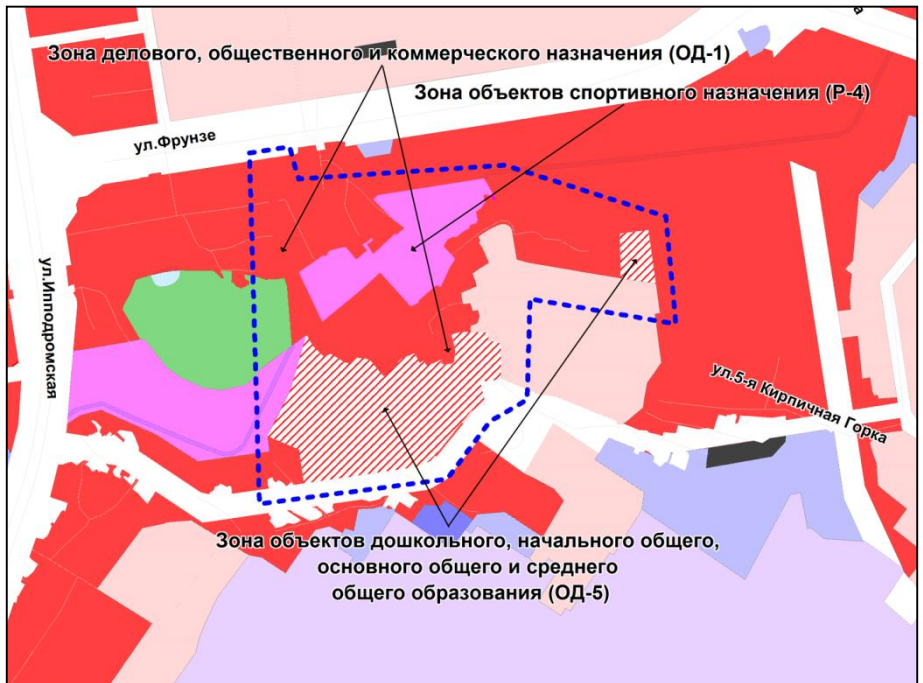 Зона делового, общественного и коммерческого назначения (ОД-1)
Зона объектов спортивного назначения (Р-4)
ул.Фрунзе
ул.Ипподромская
ул.5-я Кирпичная Горка
Зона объектов дошкольного, начального общего,
основного общего и среднего
общего образования (ОД-5)